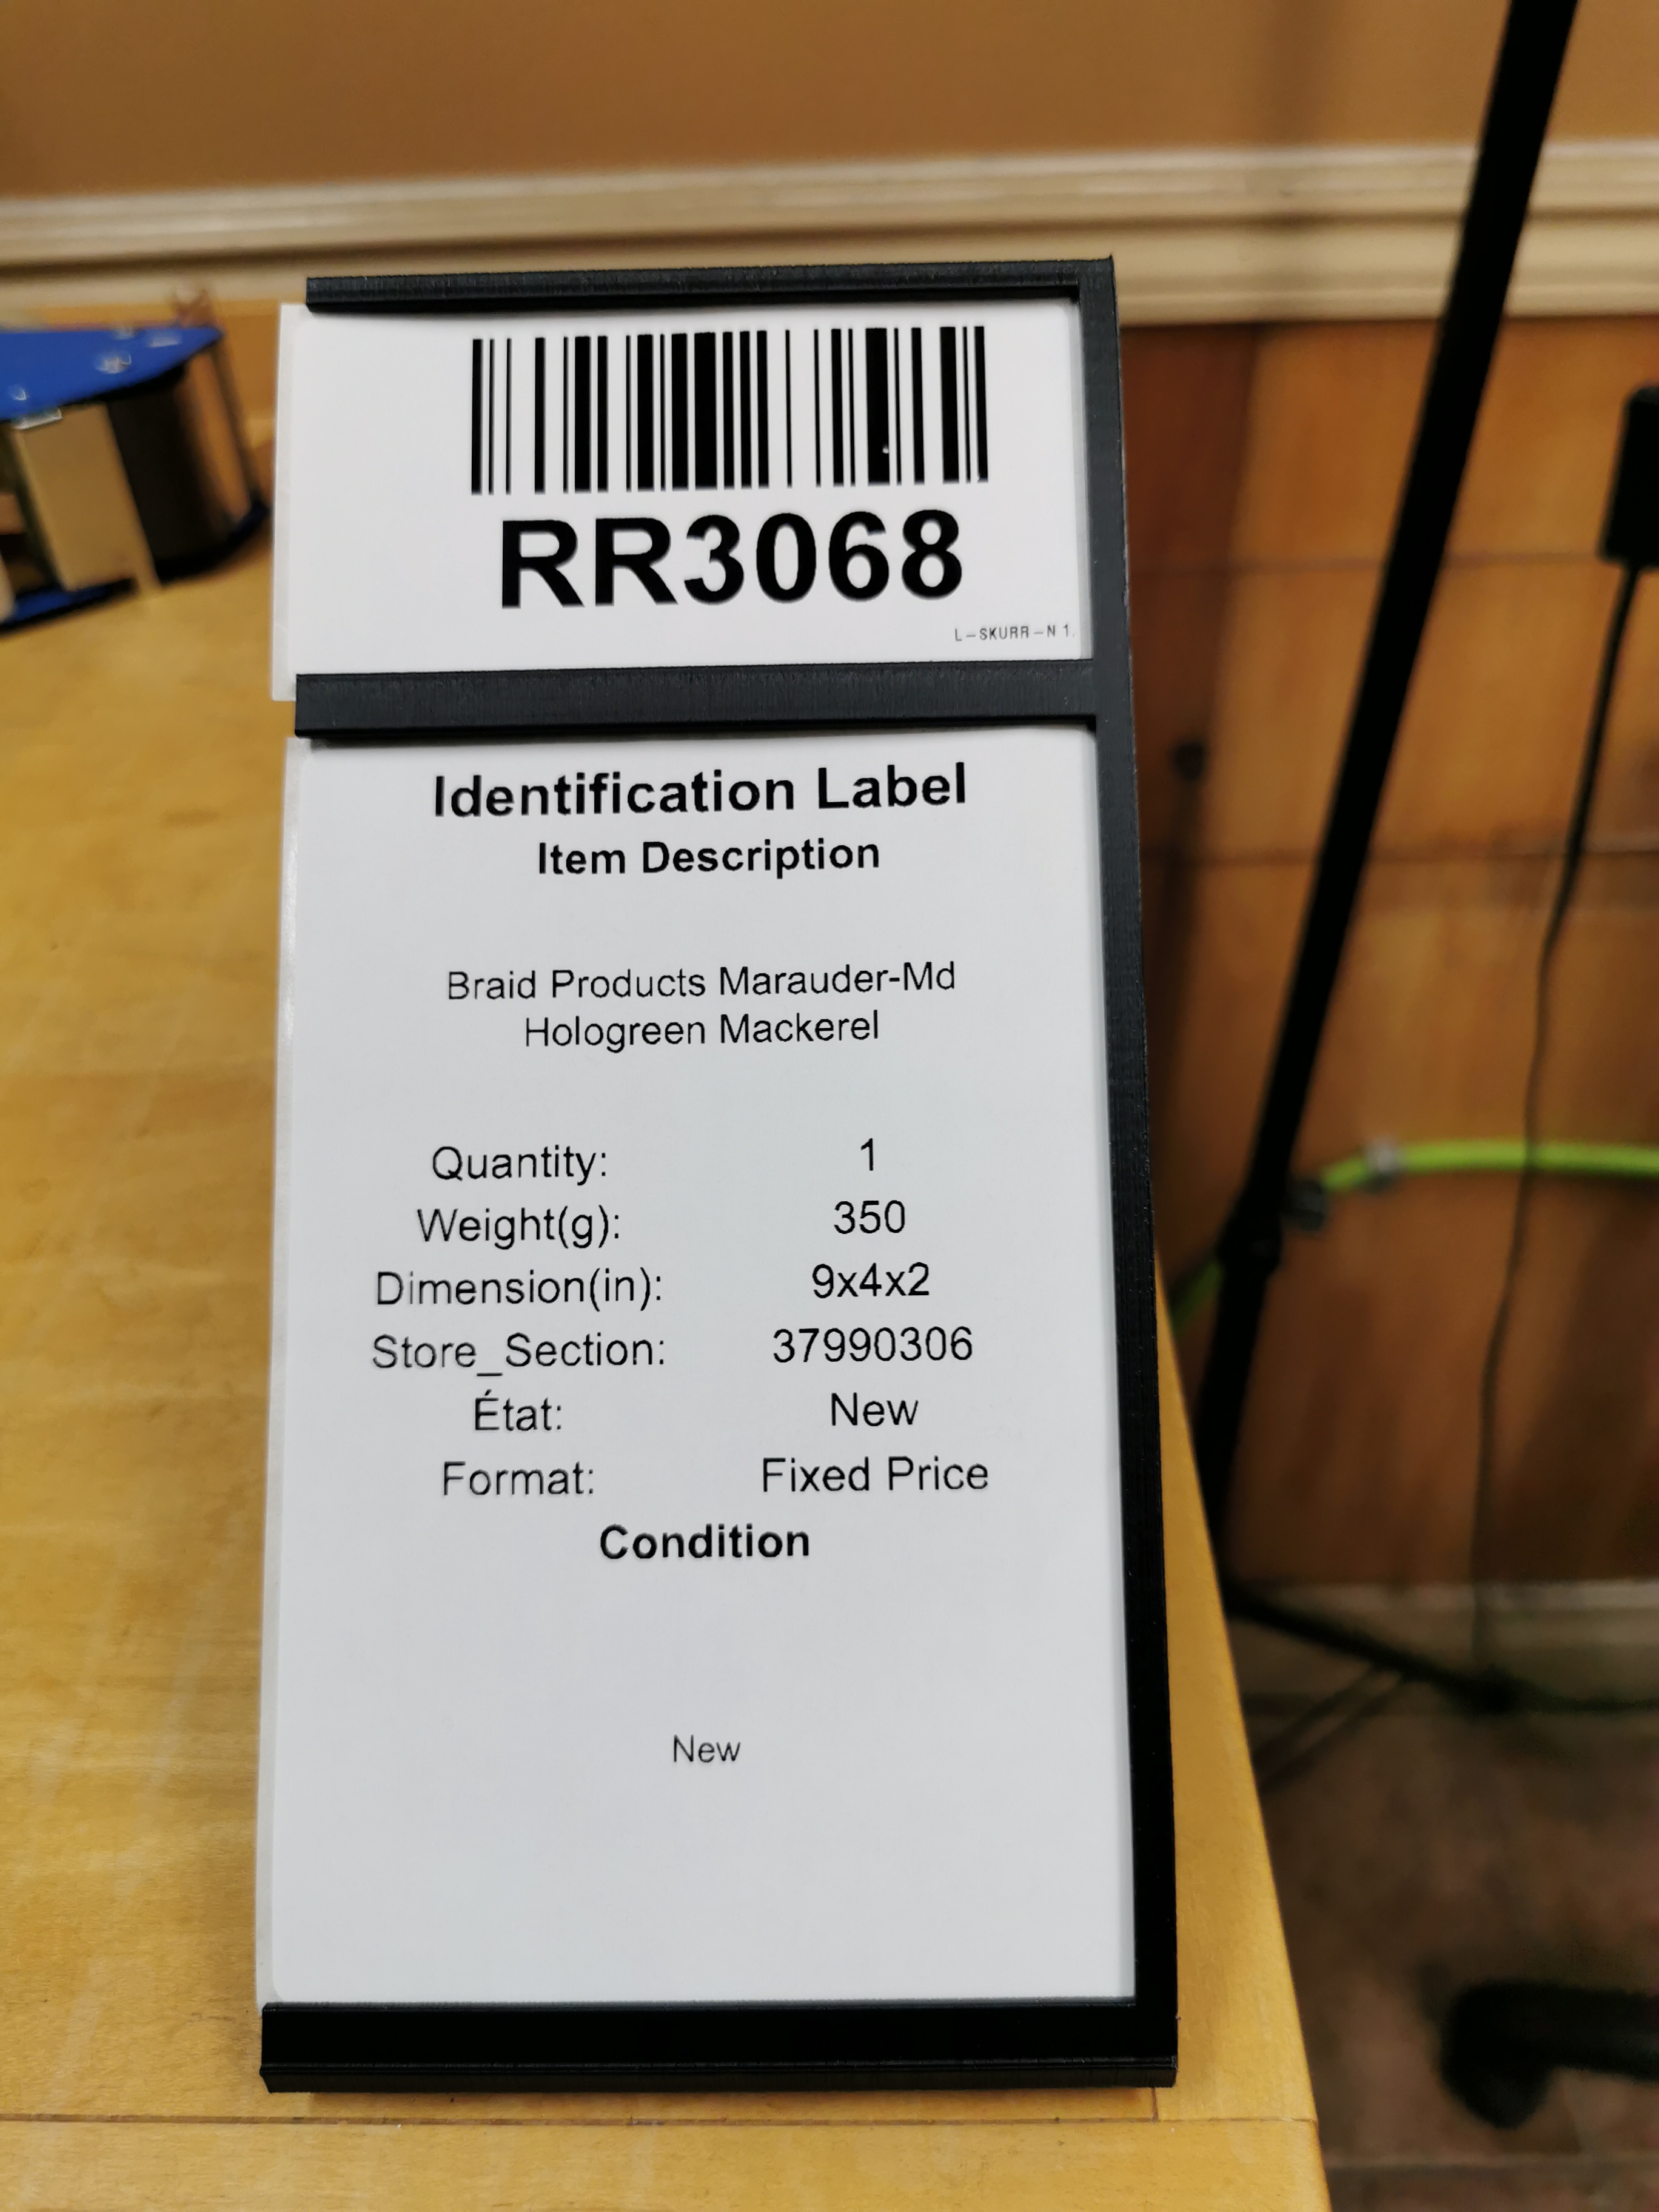 RR3068
L-SKURR-N 1.
Identification Label
Item Description
Braid Products Marauder-Md
Hologreen Mackerel
Quantity: 1
Weight(g): 350
Dimension(in): 9x4x2
Store_Section: 37990306
État: New
Format: Fixed Price
Condition
New